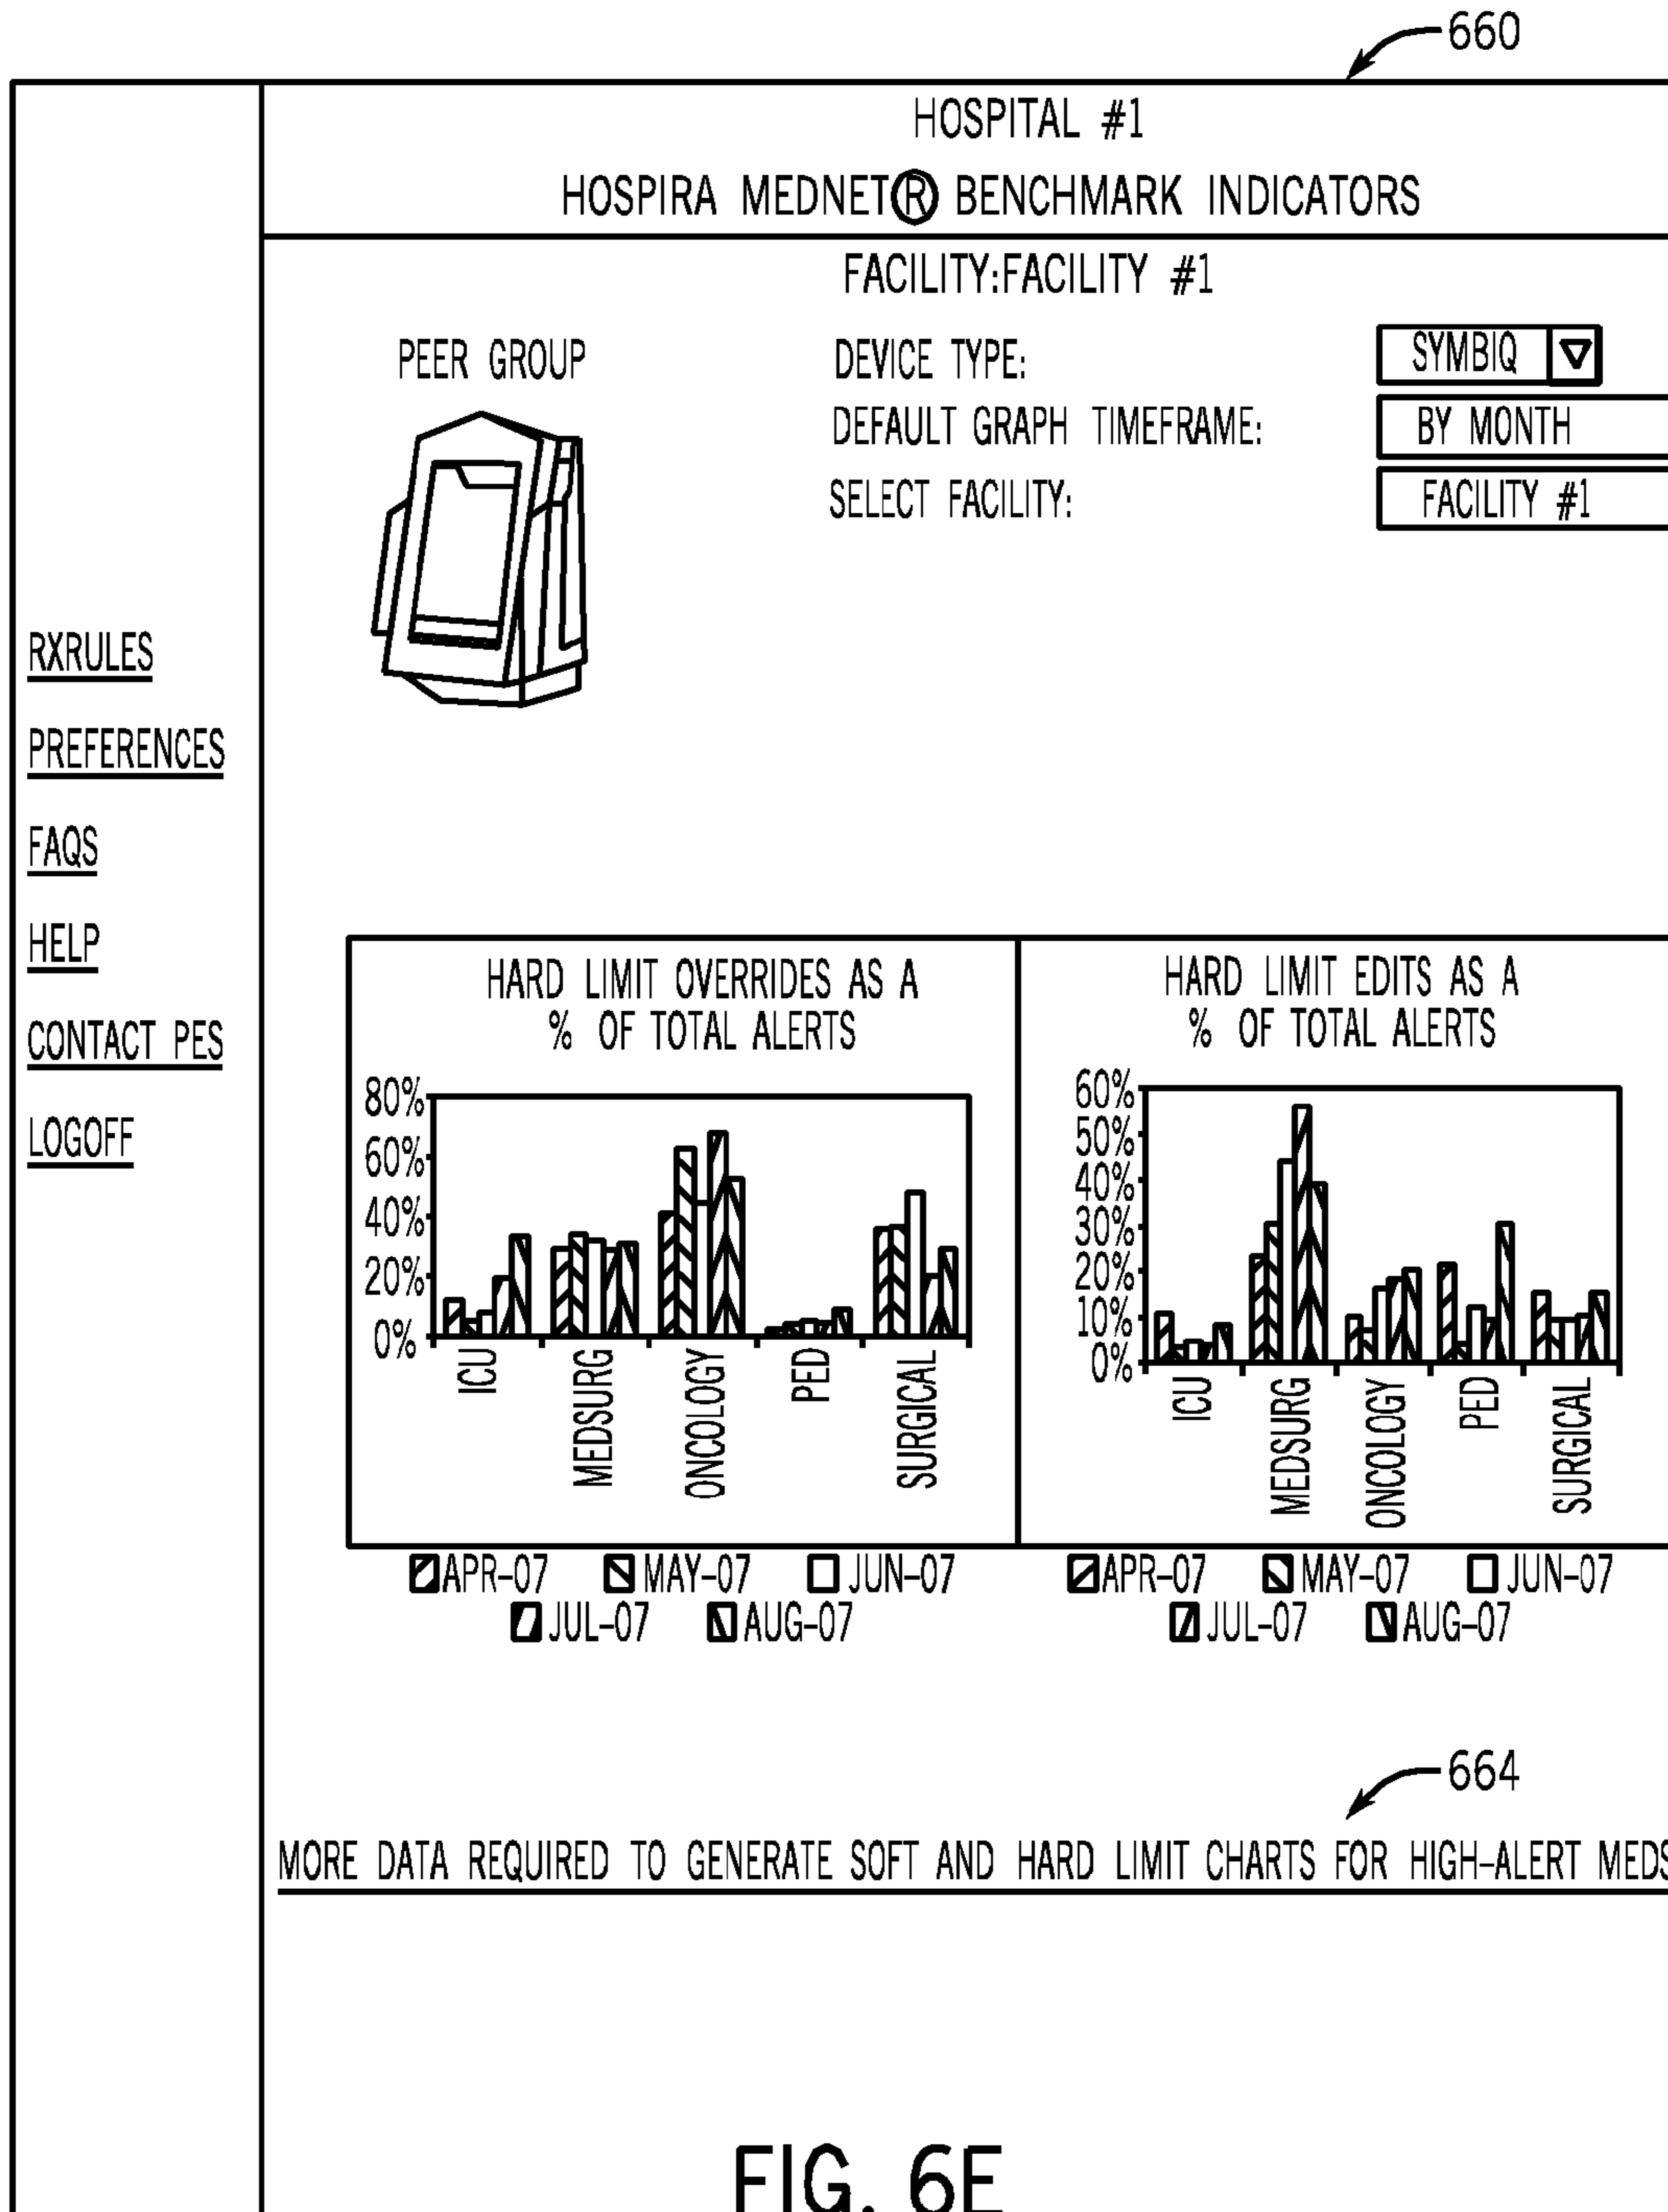 660
HOSPITAL #1
HOSPIRA MEDNET® BENCHMARK INDICATORS
FACILITY:FACILITY #1
PEER GROUP
DEVICE TYPE: SYMBIQ
DEFAULT GRAPH TIMEFRAME: BY MONTH
SELECT FACILITY: FACILITY #1
RXRULES
PREFERENCES
FAQS
HELP
CONTACT PES
LOGOFF
HARD LIMIT OVERRIDES AS A
% OF TOTAL ALERTS
80%
60%
40%
20%
0%
ICU
MEDSURG
ONCOLOGY
PED
SURGICAL
APR-07 MAY-07 JUN-07
JUL-07 AUG-07
HARD LIMIT EDITS AS A
% OF TOTAL ALERTS
60%
50%
40%
30%
20%
10%
0%
ICU
MEDSURG
ONCOLOGY
PED
SURGICAL
APR-07 MAY-07 JUN-07
JUL-07 AUG-07
664
MORE DATA REQUIRED TO GENERATE SOFT AND HARD LIMIT CHARTS FOR HIGH-ALERT MEDS
FIG. 6E